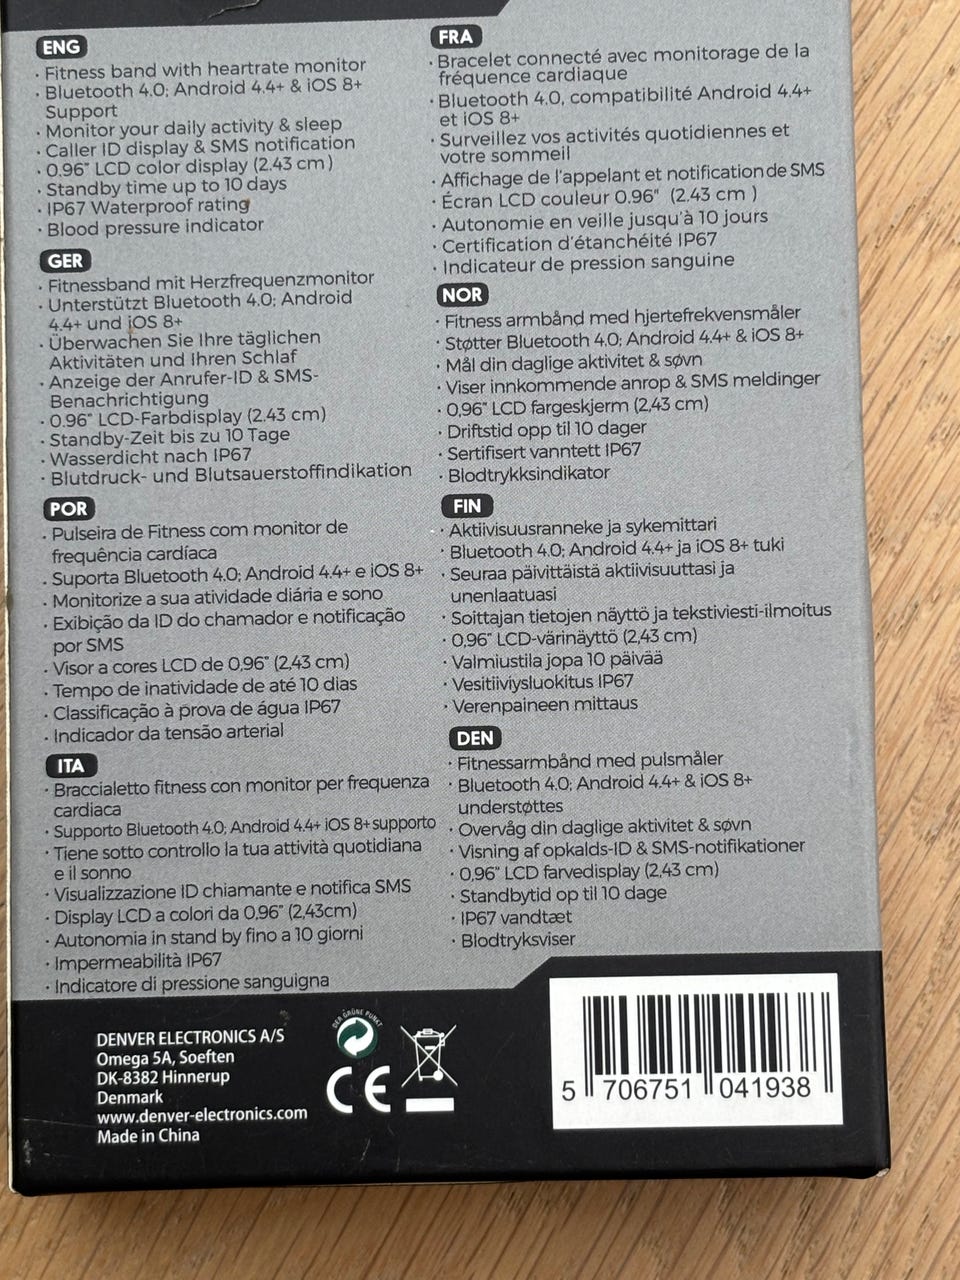 ENG
· Fitness band with heartrate monitor
· Bluetooth 4.0; Android 4.4+ & iOS 8+
Support
· Monitor your daily activity & sleep
· Caller ID display & SMS notification
· 0.96" LCD color display (2.43 cm)
· Standby time up to 10 days
· IP67 Waterproof rating
· Blood pressure indicator
GER
· Fitnessband mit Herzfrequenzmonitor
· Unterstützt Bluetooth 4.0; Android
4.4+ und iOS 8+
· Überwachen Sie Ihre täglichen
Aktivitäten und Ihren Schlaf
· Anzeige der Anrufer-ID & SMS-
Benachrichtigung
· 0.96" LCD-Farbdisplay (2.43 cm)
· Standby-Zeit bis zu 10 Tage
· Wasserdicht nach IP67
· Blutdruck- und Blutsauerstoffindikation
POR
· Pulseira de Fitness com monitor de
frequência cardíaca
· Suporta Bluetooth 4.0; Android 4.4+ e iOS 8+
· Monitorize a sua atividade diária e sono
· Exibição da ID do chamador e notificação
por SMS
· Visor a cores LCD de 0,96" (2,43 cm)
· Tempo de inatividade de até 10 dias
· Classificação à prova de água IP67
· Indicador da tensão arterial
ITA
· Braccialetto fitness con monitor per frequenza
cardiaca
· Supporto Bluetooth 4.0; Android 4.4+ iOS 8+ supporto
· Tiene sotto controllo la tua attività quotidiana
e il sonno
· Visualizzazione ID chiamante e notifica SMS
· Display LCD a colori da 0,96" (2,43cm)
· Autonomia in stand by fino a 10 giorni
· Impermeabilità IP67
· Indicatore di pressione sanguigna
FRA
· Bracelet connecté avec monitorage de la
fréquence cardiaque
· Bluetooth 4.0, compatibilité Android 4.4+
et iOS 8+
· Surveillez vos activités quotidiennes et
votre sommeil
· Affichage de l'appelant et notification de SMS
· Écran LCD couleur 0.96" (2.43 cm )
· Autonomie en veille jusqu'à 10 jours
· Certification d'étanchéité IP67
· Indicateur de pression sanguine
NOR
· Fitness armbånd med hjertefrekvensmåler
· Støtter Bluetooth 4.0; Android 4.4+ & iOS 8+
· Mål din daglige aktivitet & søvn
· Viser innkommende anrop & SMS meldinger
· 0,96" LCD fargeskjerm (2,43 cm)
· Driftstid opp til 10 dager
· Sertifisert vanntett IP67
· Blodtrykksindikator
FIN
· Aktiivisuusranneke ja sykemittari
· Bluetooth 4.0; Android 4.4+ ja iOS 8+ tuki
· Seuraa päivittäistä aktiivisuuttasi ja
unenlaatuasi
· Soittajan tietojen näyttö ja tekstiviesti-ilmoitus
· 0,96" LCD-värinäyttö (2,43 cm)
· Valmiustila jopa 10 päivää
· Vesitiiviysluokitus IP67
· Verenpaineen mittaus
DEN
· Fitnessarmbånd med pulsmåler
· Bluetooth 4.0; Android 4.4+ & iOS 8+
understøttes
· Overvåg din daglige aktivitet & søvn
· Visning af opkalds-ID & SMS-notifikationer
· 0,96" LCD farvedisplay (2,43 cm)
· Standbytid op til 10 dage
· IP67 vandtæt
· Blodtryksviser
DENVER ELECTRONICS A/S
Omega 5A, Soeften
DK-8382 Hinnerup
Denmark
www.denver-electronics.com
Made in China
DER GRÜNE PUNKT
CE
5 706751 041938